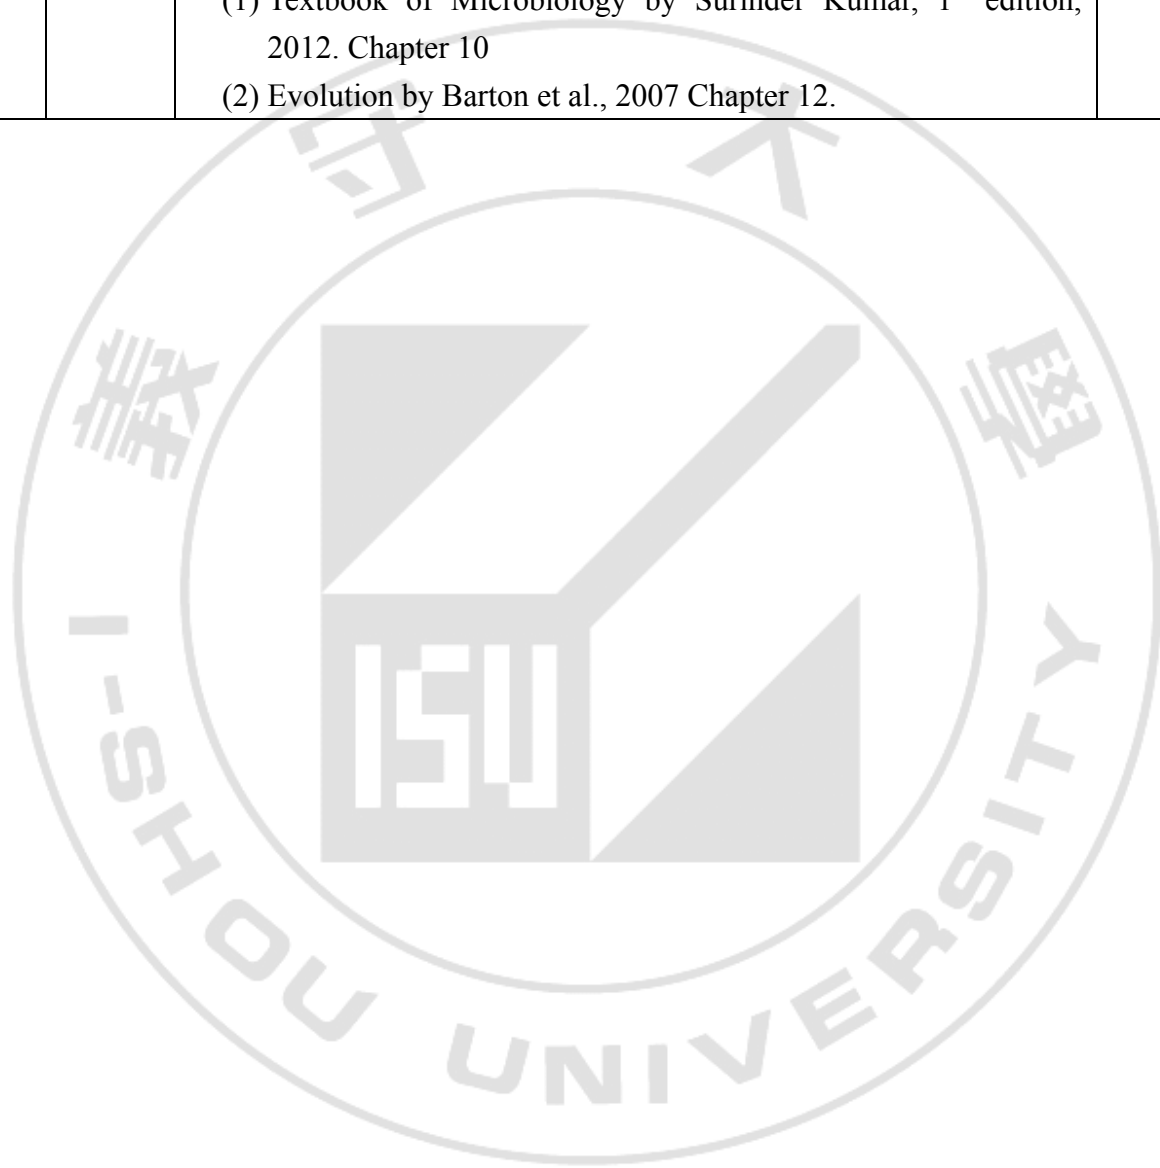 (1) Textbook of Microbiology by Surinder Kumar, 1 edition,
2012. Chapter 10
(2) Evolution by Barton et al., 2007 Chapter 12.
義守大學
ISU
I-SHOU UNIVERSITY